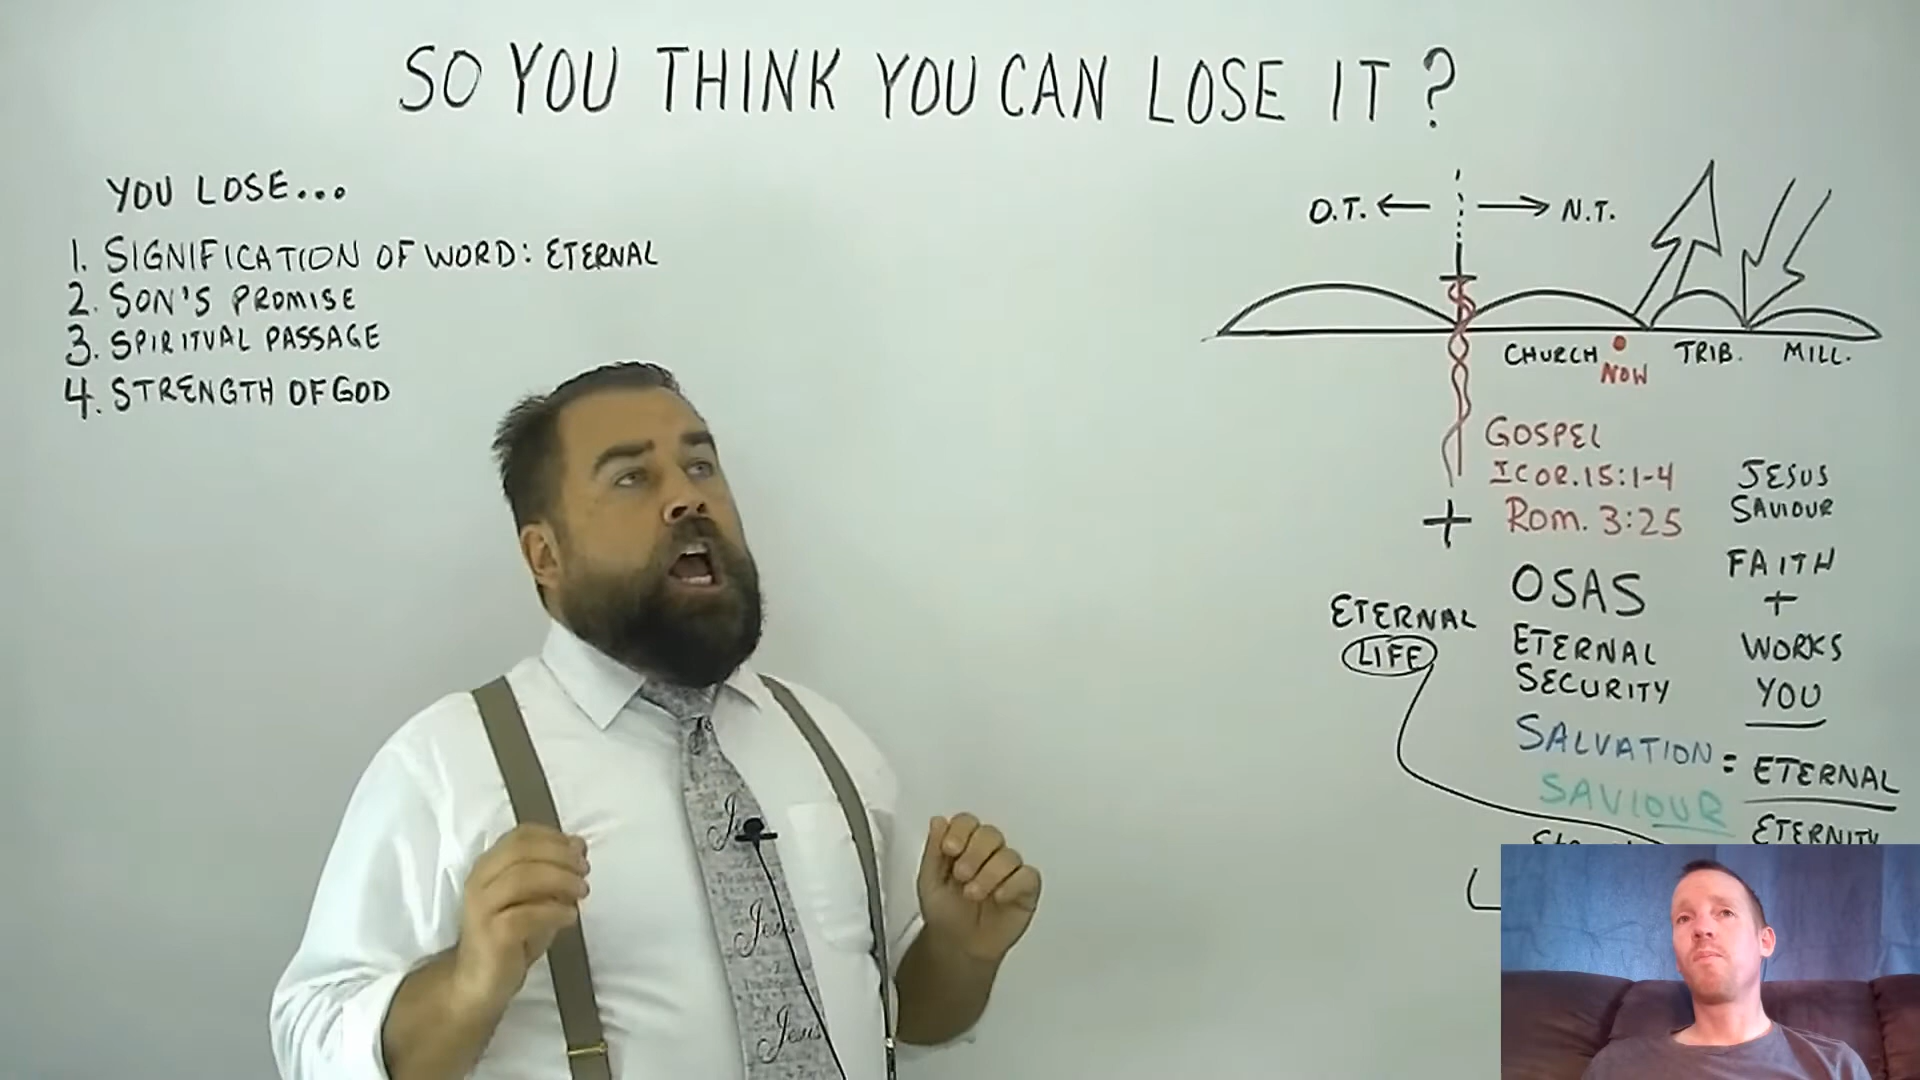 SO YOU THINK YOU CAN LOSE IT?
YOU LOSE...
1. SIGNIFICATION OF WORD: ETERNAL
2. SON'S PROMISE
3. SPIRITUAL PASSAGE
4. STRENGTH OF GOD
O.T. ← → N.T.
CHURCH
NOW
TRIB.
MILL.
GOSPEL
I COR. 15:1-4
+ Rom. 3:25
JESUS
SAVIOUR
FAITH
+
WORKS
YOU
OSAS
ETERNAL
SECURITY
ETERNAL
LIFE
SALVATION = ETERNAL
SAVIOUR
ETERNITY
Jesus
Jesus